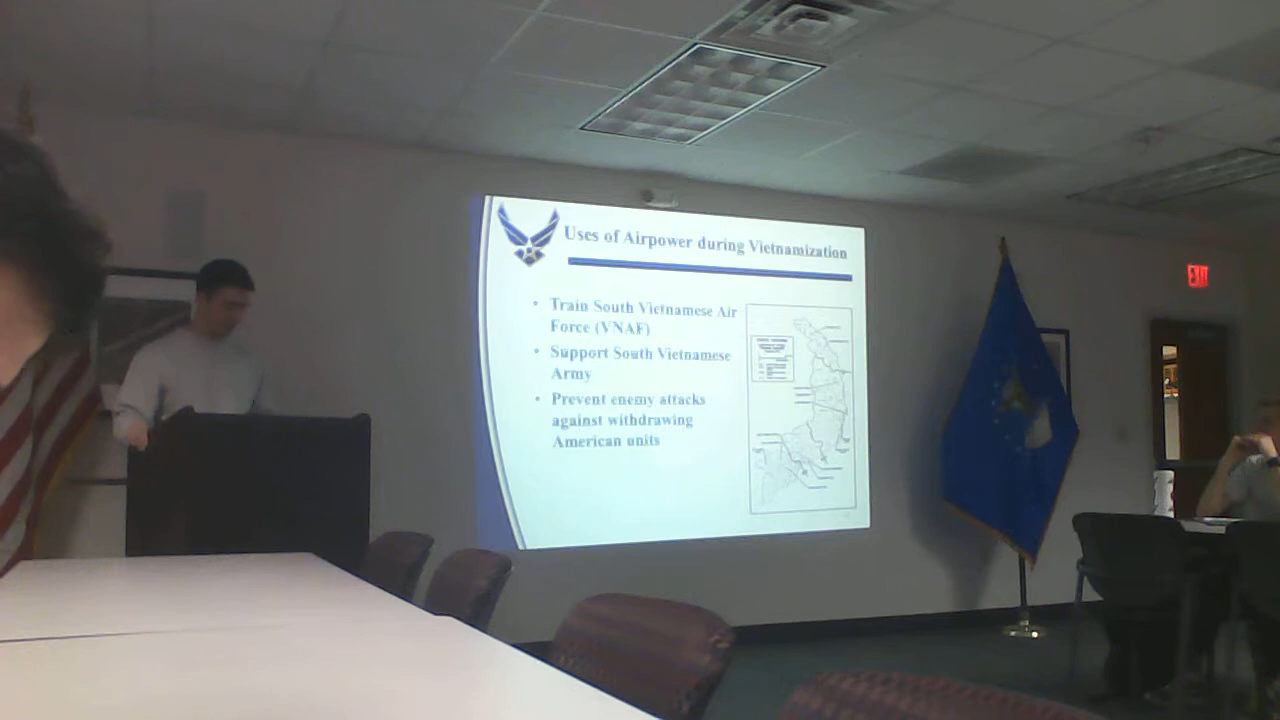 Uses of Airpower during Vietnamization
• Train South Vietnamese Air
Force (VNAF)
• Support South Vietnamese
Army
• Prevent enemy attacks
against withdrawing
American units
EXIT